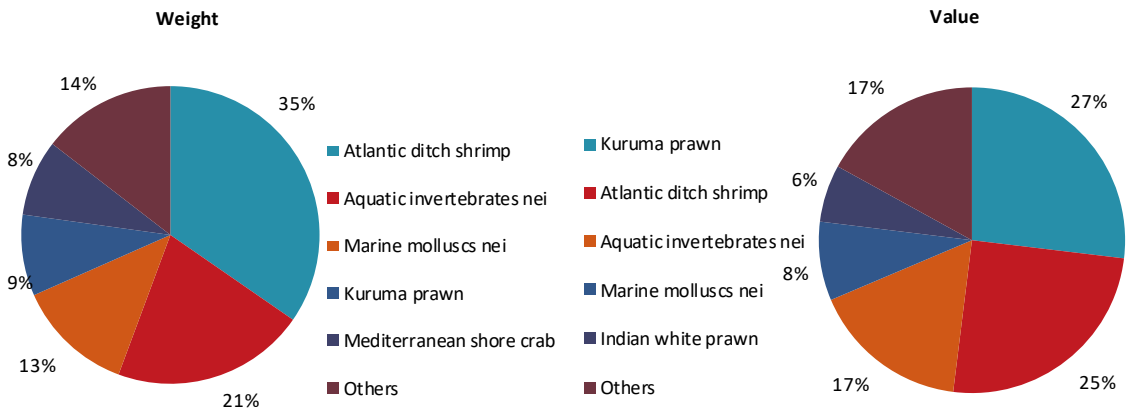 Weight
14%
35%
8%
9%
13%
21%
Atlantic ditch shrimp
Aquatic invertebrates nei
Marine molluscs nei
Kuruma prawn
Mediterranean shore crab
Others
Value
Kuruma prawn
Atlantic ditch shrimp
Aquatic invertebrates nei
Marine molluscs nei
Indian white prawn
Others
17%
27%
6%
8%
17%
25%